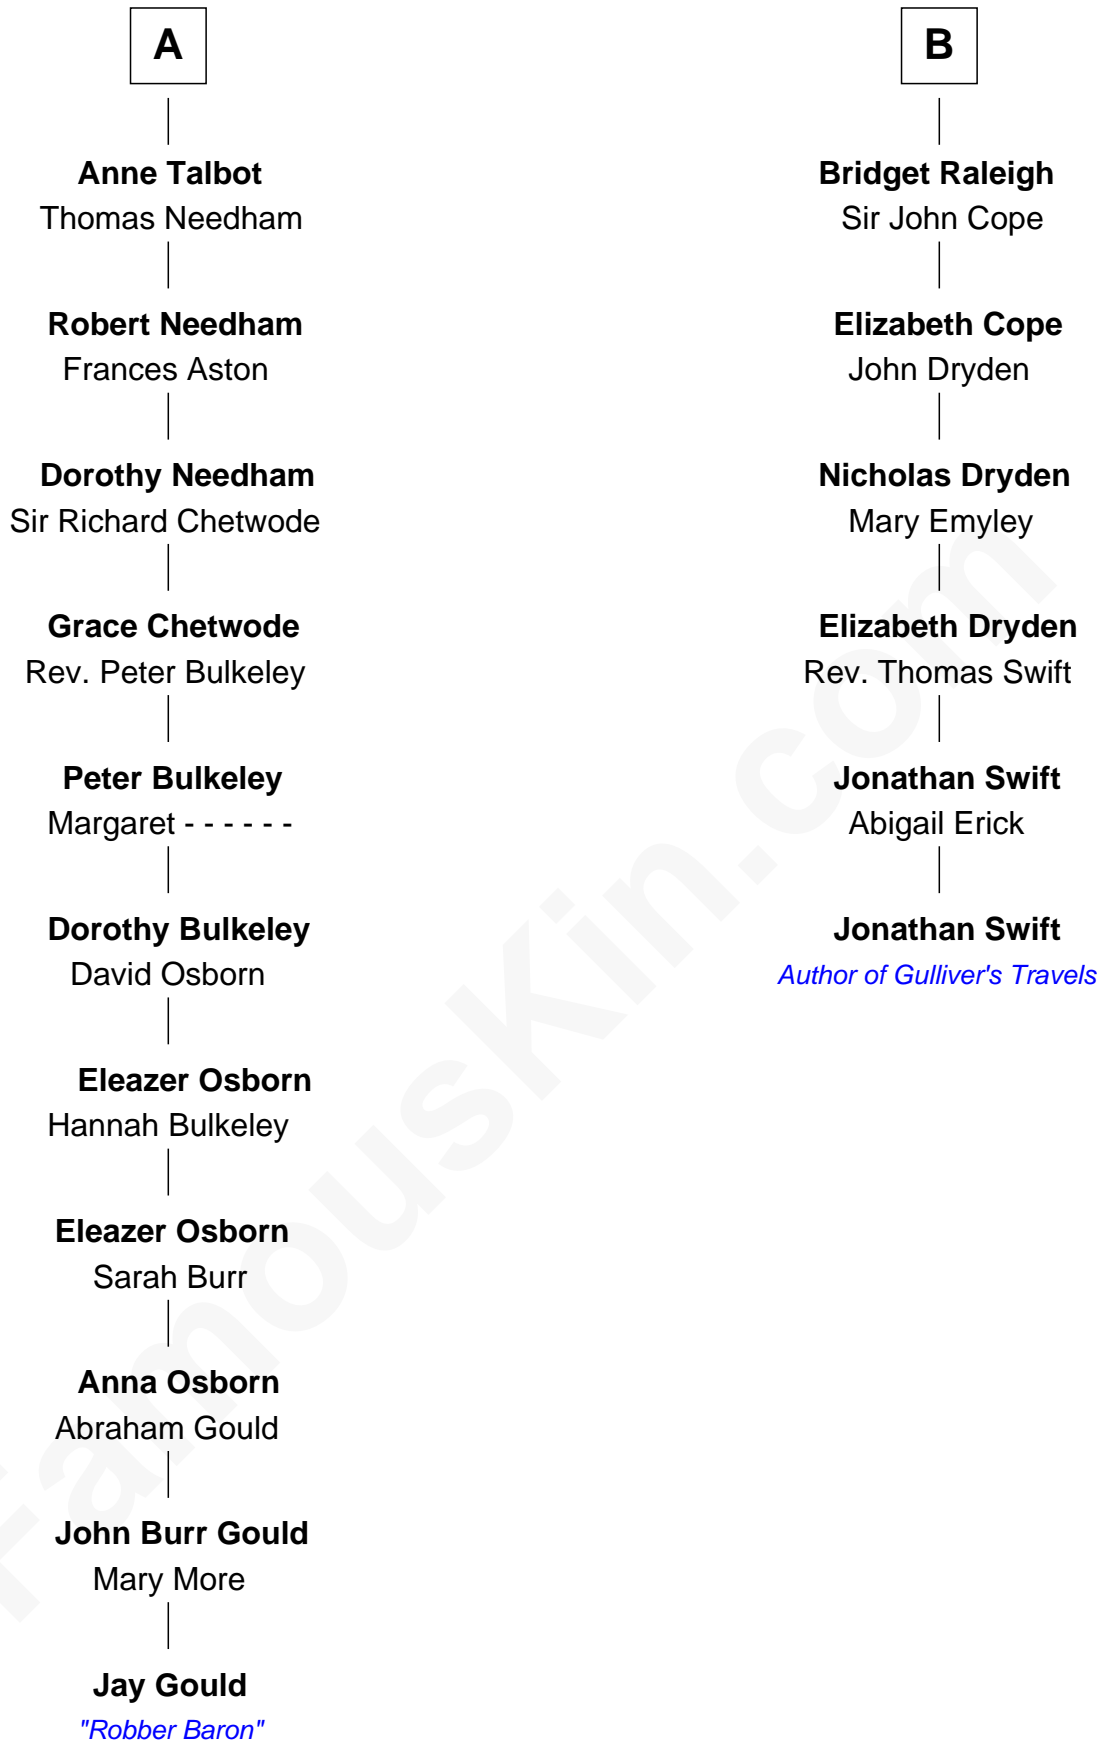 A
Anne Talbot
Thomas Needham
Robert Needham
Frances Aston
Dorothy Needham
Sir Richard Chetwode
Grace Chetwode
Rev. Peter Bulkeley
Peter Bulkeley
Margaret - - - - - -
Dorothy Bulkeley
David Osborn
Eleazer Osborn
Hannah Bulkeley
Eleazer Osborn
Sarah Burr
Anna Osborn
Abraham Gould
John Burr Gould
Mary More
Jay Gould
"Robber Baron"
B
Bridget Raleigh
Sir John Cope
Elizabeth Cope
John Dryden
Nicholas Dryden
Mary Emyley
Elizabeth Dryden
Rev. Thomas Swift
Jonathan Swift
Abigail Erick
Jonathan Swift
Author of Gulliver's Travels
FamousKin.com